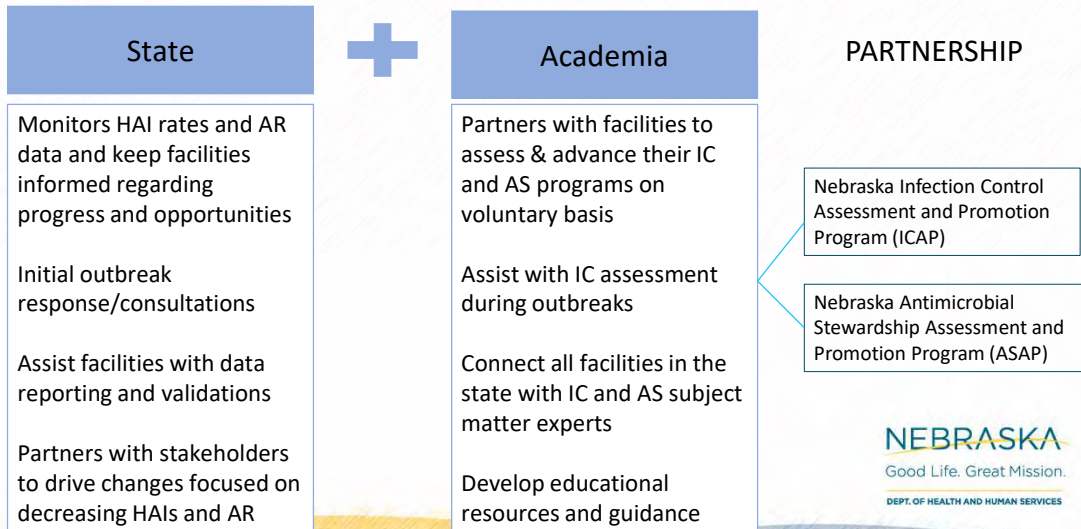 State
Monitors HAI rates and AR
data and keep facilities
informed regarding
progress and opportunities
Initial outbreak
response/consultations
Assist facilities with data
reporting and validations
Partners with stakeholders
to drive changes focused on
decreasing HAIs and AR
Academia
Partners with facilities to
assess & advance their IC
and AS programs on
voluntary basis
Assist with IC assessment
during outbreaks
Connect all facilities in the
state with IC and AS subject
matter experts
Develop educational
resources and guidance
PARTNERSHIP
Nebraska Infection Control
Assessment and Promotion
Program (ICAP)
Nebraska Antimicrobial
Stewardship Assessment and
Promotion Program (ASAP)
NEBRASKA
Good Life. Great Mission.
DEPT. OF HEALTH AND HUMAN SERVICES